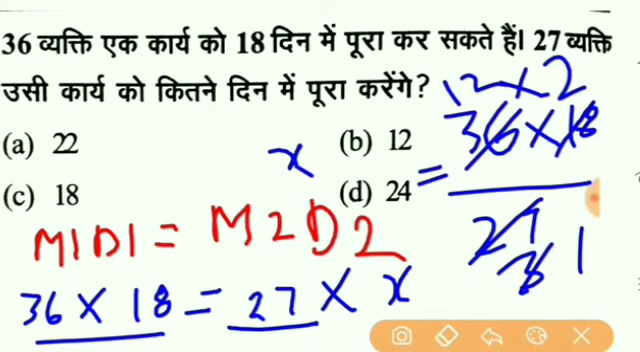 36 व्यक्ति एक कार्य को 18 दिन में पूरा कर सकते हैं। 27 व्यक्ति
उसी कार्य को कितने दिन में पूरा करेंगे?
12 × 2
(a) 22
(b) 12
36 × 18
x
=
(c) 18
(d) 24
27
3 1
M1D1 = M2D2
36 × 18 = 27 × x